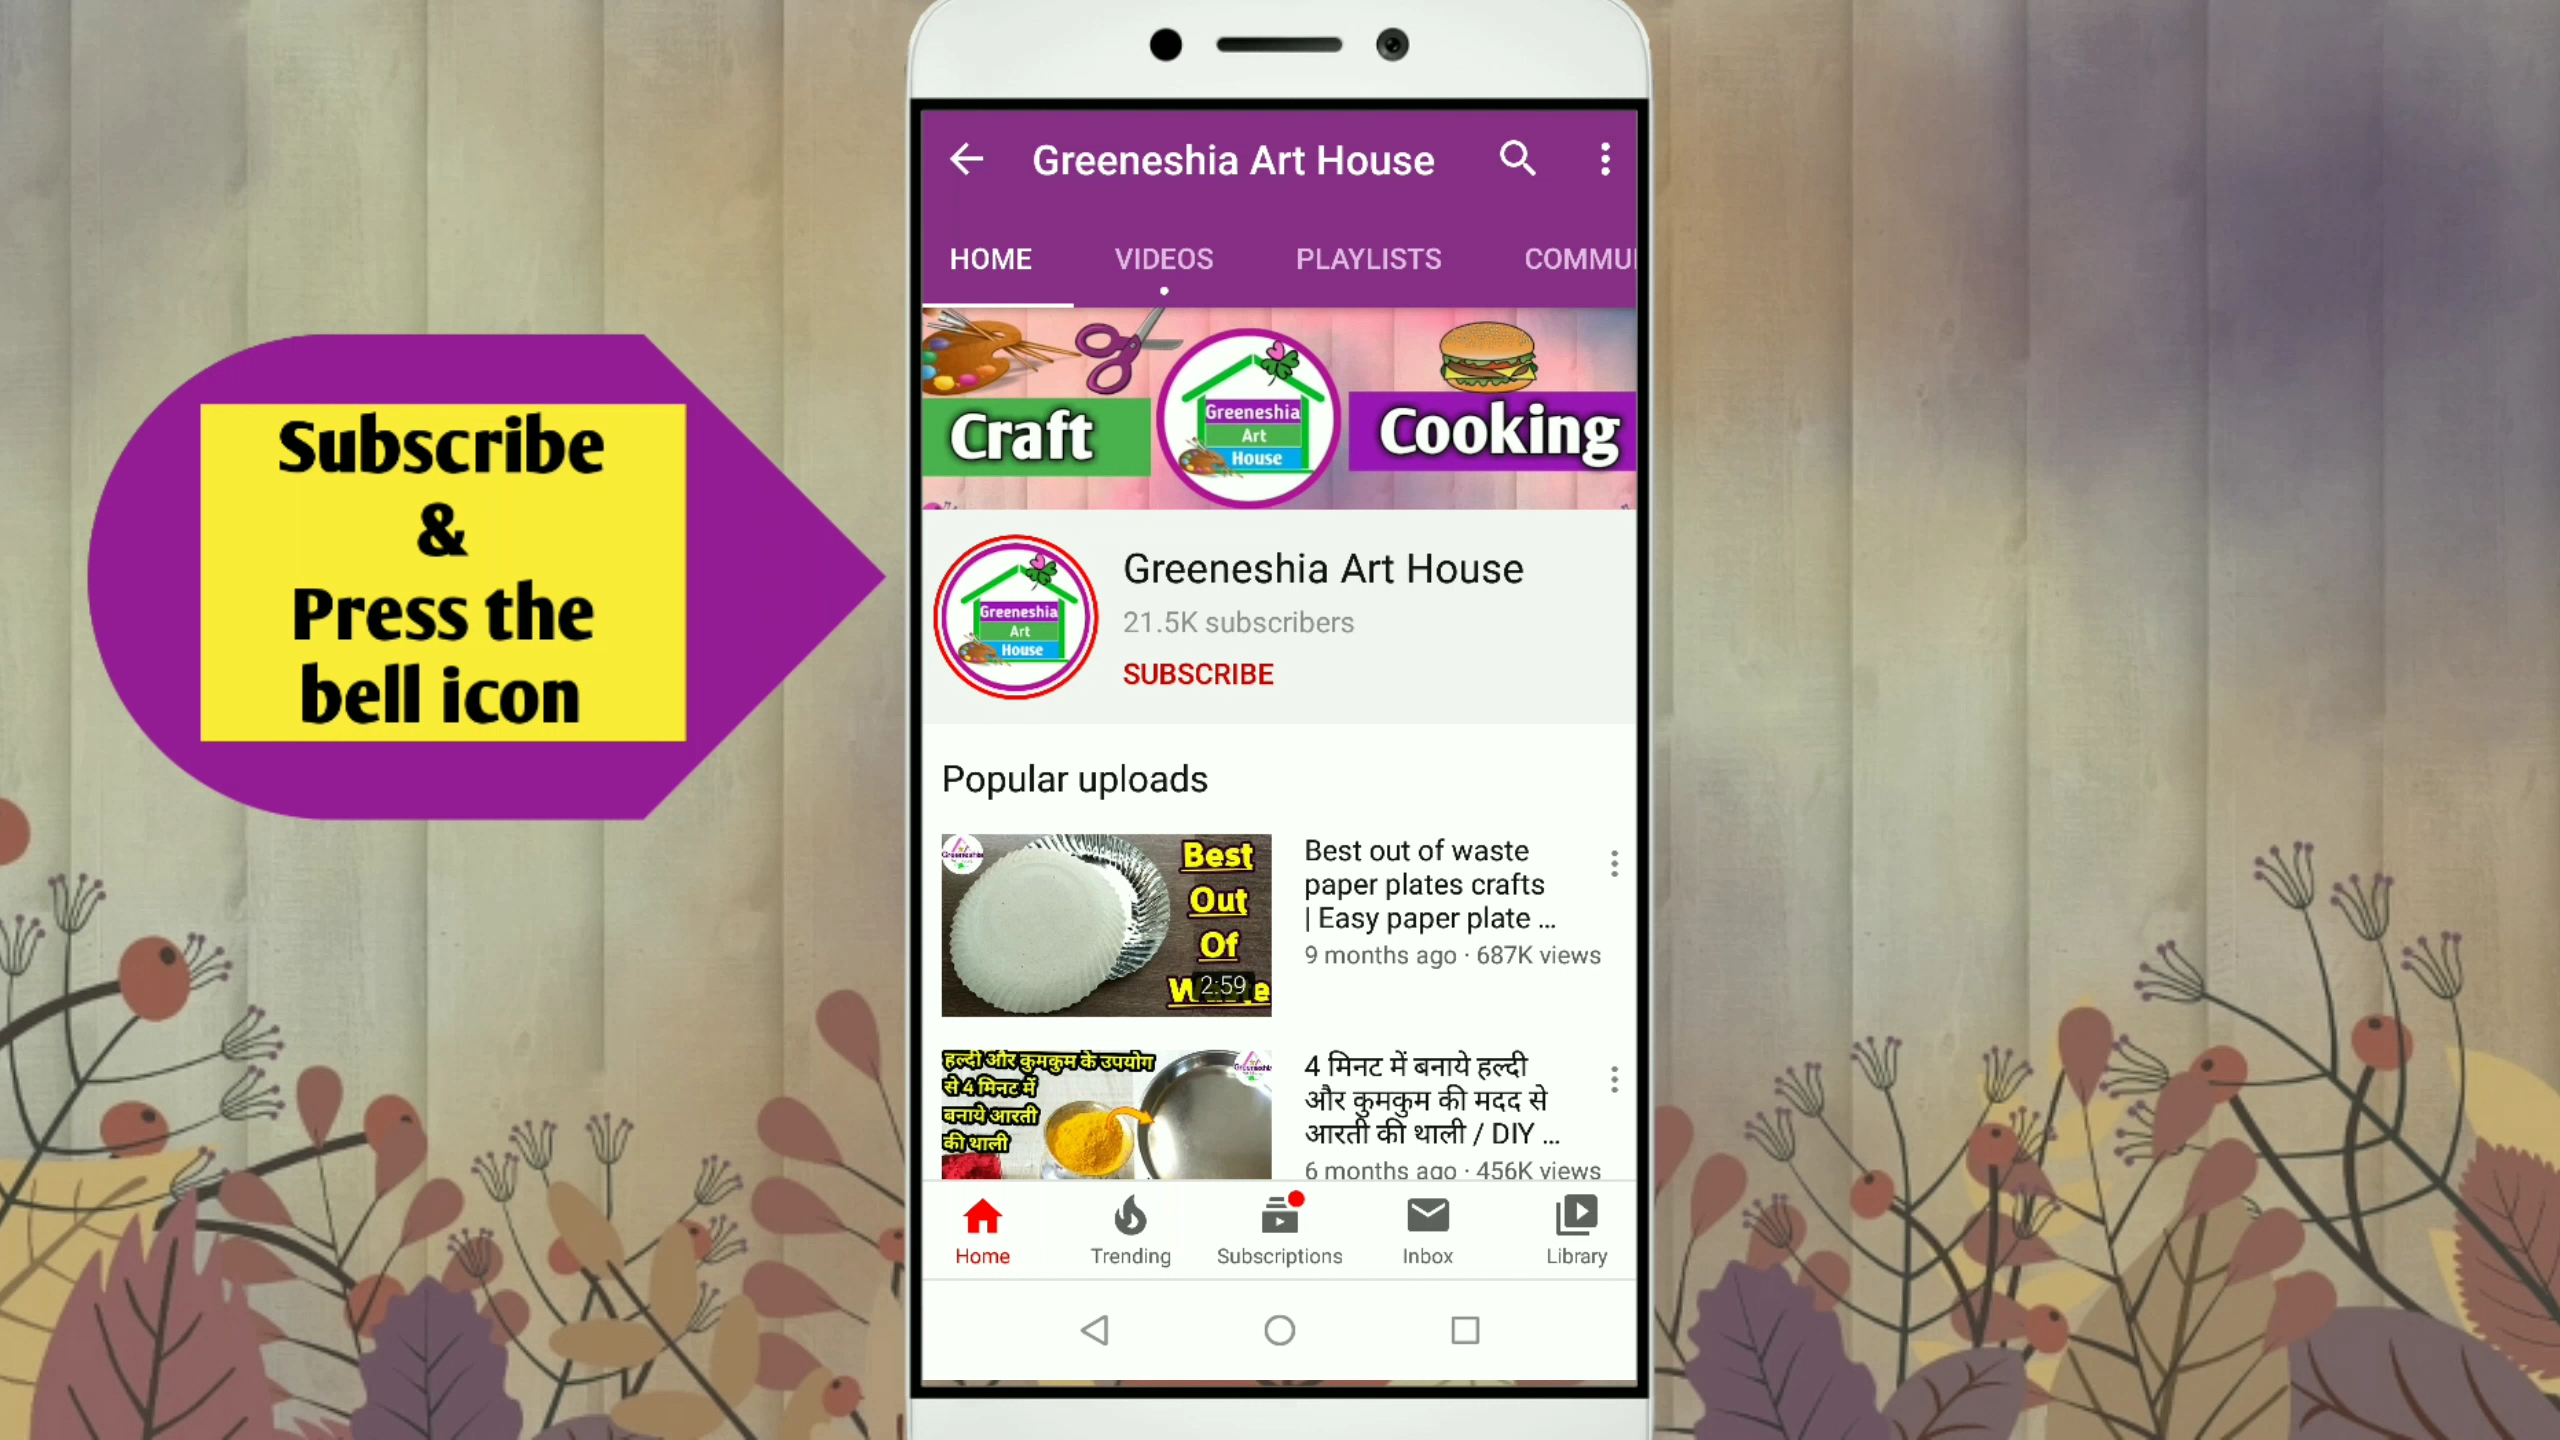 Subscribe
&
Press the
bell icon
Greeneshia Art House
HOME VIDEOS PLAYLISTS COMMU
Craft
Greeneshia
Art
House
Cooking
Greeneshia
Art
House
Greeneshia Art House
21.5K subscribers
SUBSCRIBE
Popular uploads
Greeneshia
Best
Out
Of
Waste
2:59
Best out of waste
paper plates crafts
| Easy paper plate ...
9 months ago · 687K views
हल्दी और कुमकुम के उपयोग
से 4 मिनट में
बनाये आरती
की थाली
Greeneshia
4 मिनट में बनाये हल्दी
और कुमकुम की मदद से
आरती की थाली / DIY ...
6 months ago · 456K views
Home Trending Subscriptions Inbox Library